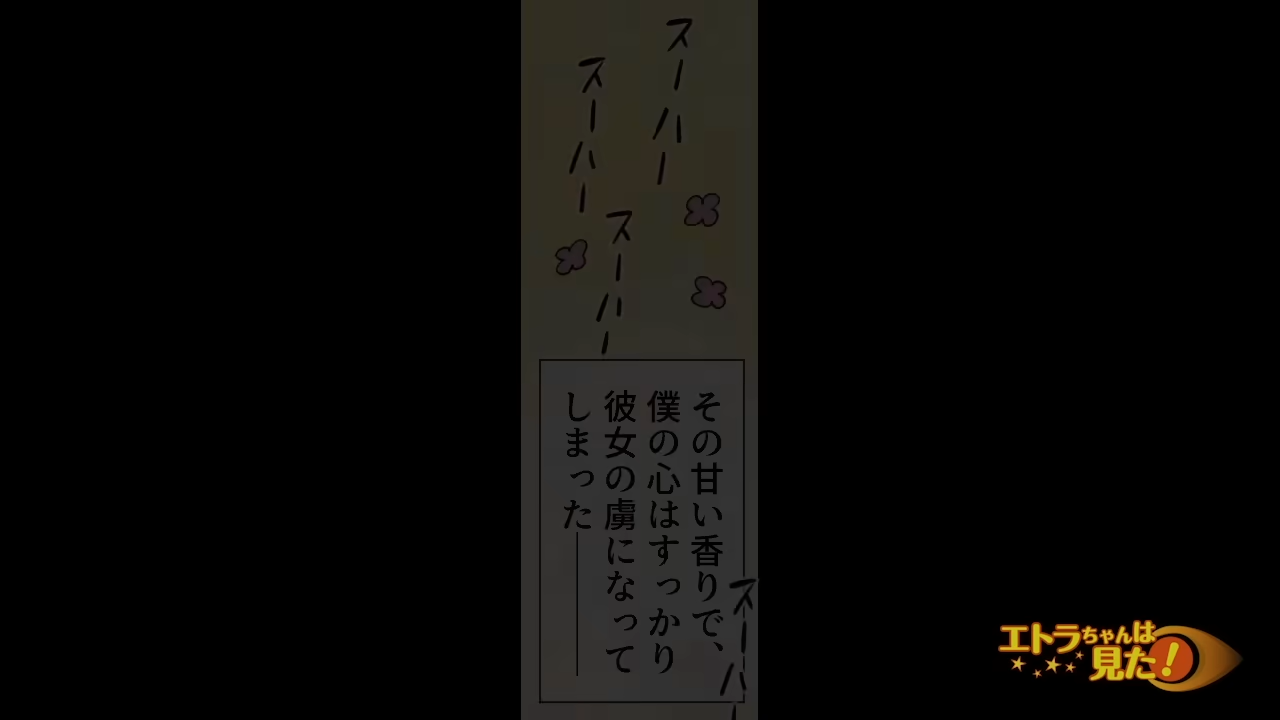 スーハー
スーハー
スーハー
その甘い香りで、
僕の心はすっかり
彼女の虜になって
しまった――
スーハ
エトラちゃんは
見た！